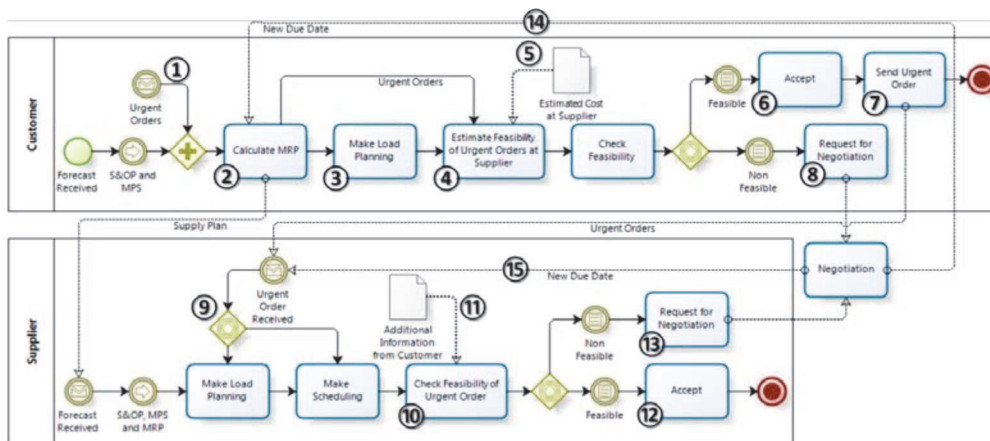 New Due Date
⑭
Customer
①
Urgent
Orders
Urgent Orders
⑤
Estimated Cost
at Supplier
Feasible
Accept
⑥
Send Urgent
Order
⑦
Forecast
Received
S&OP and
MPS
Calculate MRP
②
Make Load
Planning
③
Estimate Feasibility
of Urgent Orders at
Supplier
④
Check
Feasibility
Non
Feasible
Request for
Negotiation
⑧
Supply Plan
Urgent Orders
Supplier
Urgent
Order
Received
⑨
⑮
New Due Date
Negotiation
Additional
Information
from Customer
⑪
Non
Feasible
Request for
Negotiation
⑬
Forecast
Received
S&OP, MPS
and MRP
Make Load
Planning
Make
Scheduling
Check Feasibility of
Urgent Order
⑩
Feasible
Accept
⑫